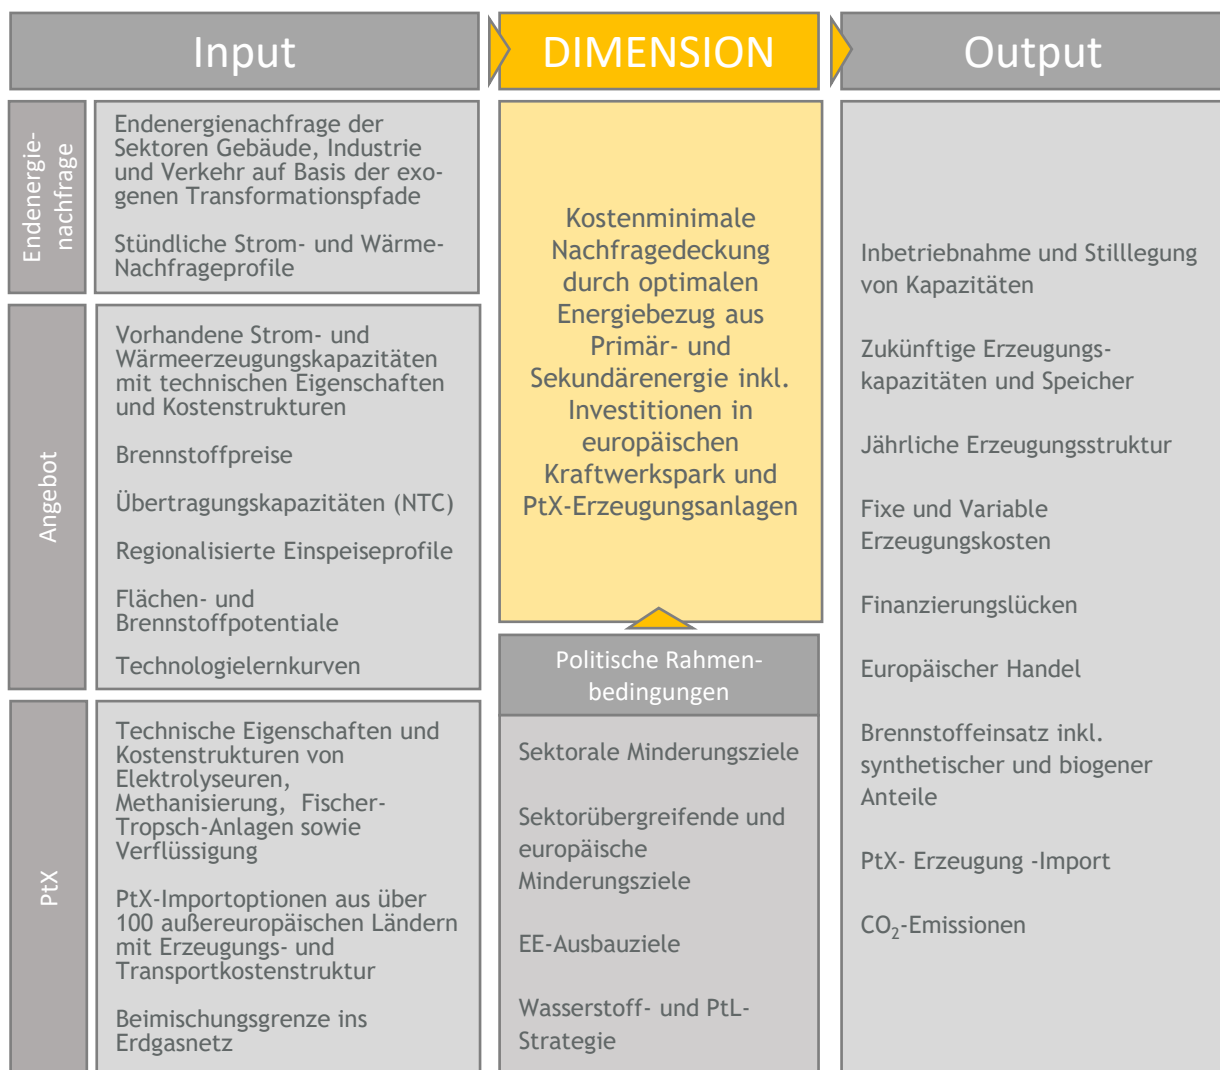 Input
DIMENSION
Output
Endenergie-
nachfrage
Endenergienachfrage der
Sektoren Gebäude, Industrie
und Verkehr auf Basis der exo-
genen Transformationspfade
Stündliche Strom- und Wärme-
Nachfrageprofile
Angebot
Vorhandene Strom- und
Wärmeerzeugungskapazitäten
mit technischen Eigenschaften
und Kostenstrukturen
Brennstoffpreise
Übertragungskapazitäten (NTC)
Regionalisierte Einspeiseprofile
Flächen- und
Brennstoffpotentiale
Technologielernkurven
PtX
Technische Eigenschaften und
Kostenstrukturen von
Elektrolyseuren,
Methanisierung, Fischer-
Tropsch-Anlagen sowie
Verflüssigung
PtX-Importoptionen aus über
100 außereuropäischen Ländern
mit Erzeugungs- und
Transportkostenstruktur
Beimischungsgrenze ins
Erdgasnetz
Kostenminimale
Nachfragedeckung
durch optimalen
Energiebezug aus
Primär- und
Sekundärenergie inkl.
Investitionen in
europäischen
Kraftwerkspark und
PtX-Erzeugungsanlagen
Politische Rahmen-
bedingungen
Sektorale Minderungsziele
Sektorübergreifende und
europäische
Minderungsziele
EE-Ausbauziele
Wasserstoff- und PtL-
Strategie
Inbetriebnahme und Stilllegung
von Kapazitäten
Zukünftige Erzeugungs-
kapazitäten und Speicher
Jährliche Erzeugungsstruktur
Fixe und Variable
Erzeugungskosten
Finanzierungslücken
Europäischer Handel
Brennstoffeinsatz inkl.
synthetischer und biogener
Anteile
PtX- Erzeugung -Import
CO₂-Emissionen